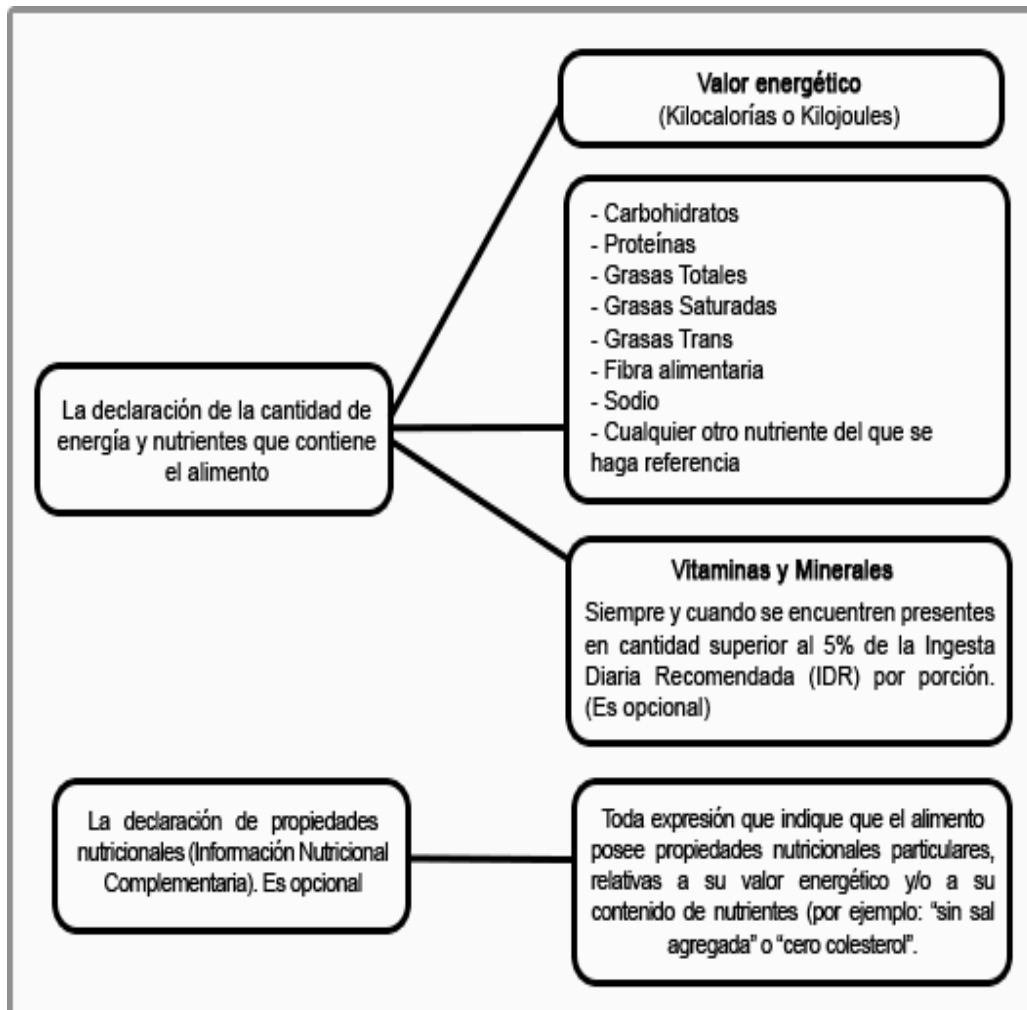 Valor energético
(Kilocalorías o Kilojoules)
- Carbohidratos
- Proteínas
- Grasas Totales
- Grasas Saturadas
- Grasas Trans
- Fibra alimentaria
- Sodio
- Cualquier otro nutriente del que se
haga referencia
La declaración de la cantidad de
energía y nutrientes que contiene
el alimento
Vitaminas y Minerales
Siempre y cuando se encuentren presentes
en cantidad superior al 5% de la Ingesta
Diaria Recomendada (IDR) por porción.
(Es opcional)
La declaración de propiedades
nutricionales (Información Nutricional
Complementaria). Es opcional
Toda expresión que indique que el alimento
posee propiedades nutricionales particulares,
relativas a su valor energético y/o a su
contenido de nutrientes (por ejemplo: “sin sal
agregada” o “cero colesterol”.